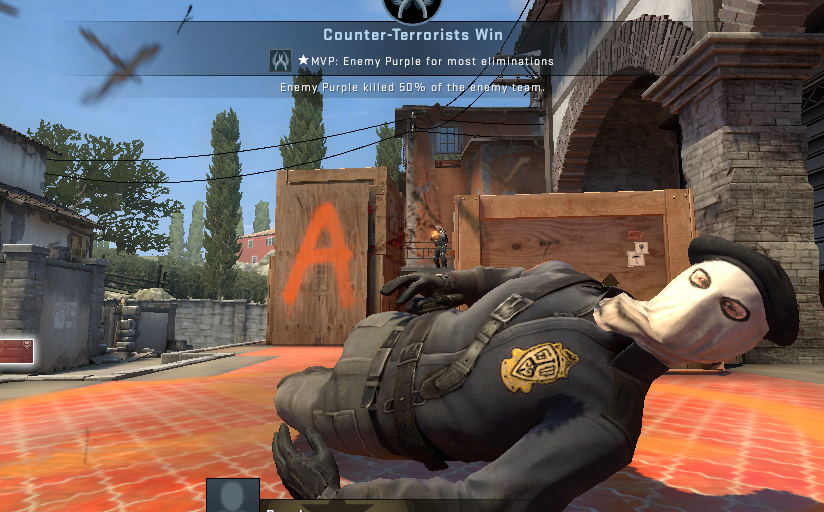 Counter-Terrorists Win
★MVP: Enemy Purple for most eliminations
Enemy Purple killed 50% of the enemy team.
A